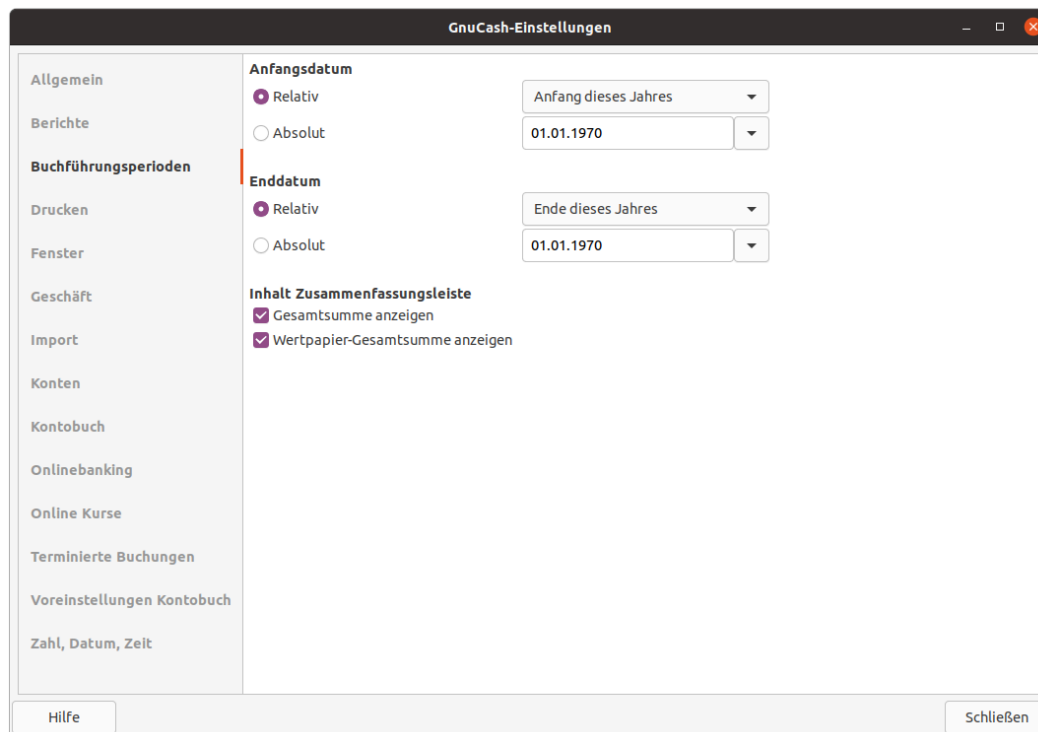 GnuCash-Einstellungen
Allgemein
Berichte
Buchführungsperioden
Drucken
Fenster
Geschäft
Import
Konten
Kontobuch
Onlinebanking
Online Kurse
Terminierte Buchungen
Voreinstellungen Kontobuch
Zahl, Datum, Zeit
Anfangsdatum
Relativ
Anfang dieses Jahres
Absolut
01.01.1970
Enddatum
Relativ
Ende dieses Jahres
Absolut
01.01.1970
Inhalt Zusammenfassungsleiste
Gesamtsumme anzeigen
Wertpapier-Gesamtsumme anzeigen
Hilfe
Schließen